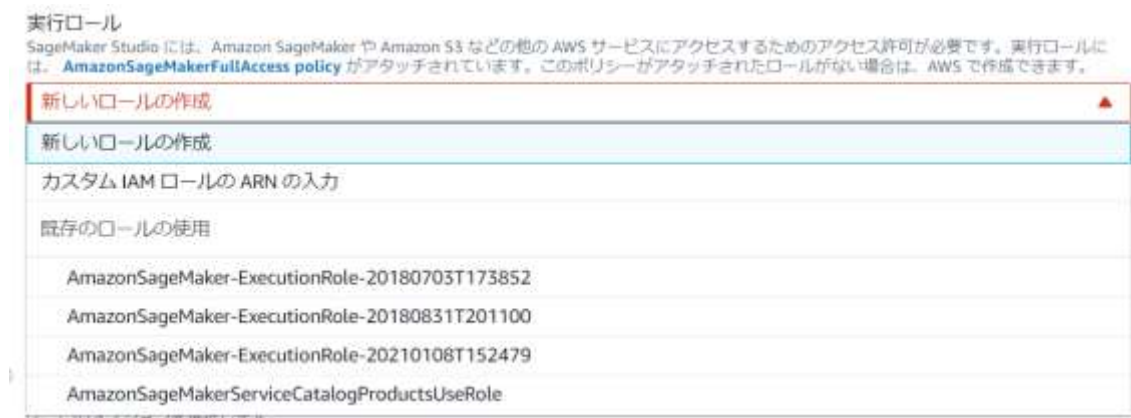 実行ロール
SageMaker Studio には、Amazon SageMaker や Amazon S3 などの他の AWS サービスにアクセスするためのアクセス許可が必要です。実行ロールに
は、 AmazonSageMakerFullAccess policy がアタッチされています。このポリシーがアタッチされたロールがない場合は、AWS で作成できます。
新しいロールの作成
新しいロールの作成
カスタム IAM ロールの ARN の入力
既存のロールの使用
AmazonSageMaker-ExecutionRole-20180703T173852
AmazonSageMaker-ExecutionRole-20180831T201100
AmazonSageMaker-ExecutionRole-20210108T152479
AmazonSageMakerServiceCatalogProductsUseRole